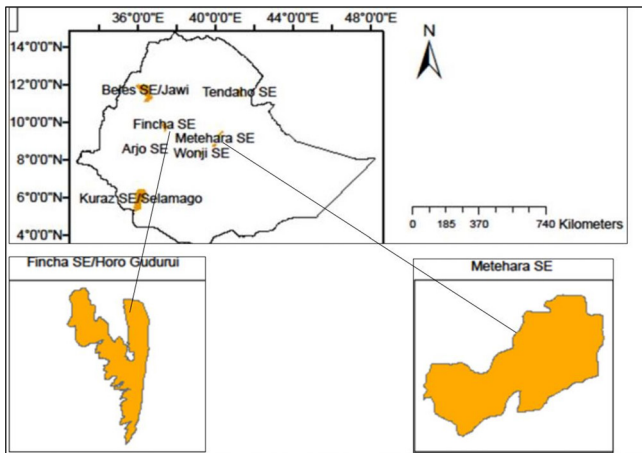 36°0'0"E 40°0'0"E 44°0'0"E 48°0'0"E
14°0'0"N
12°0'0"N
10°0'0"N
8°0'0"N
6°0'0"N
4°0'0"N
Beles SE/Jawi
Tendaho SE
Fincha SE
Metehara SE
Arjo SE
Wonji SE
Kuraz SE/Selamago
N
0 185 370 740 Kilometers
Fincha SE/Horo Gudurui
Metehara SE